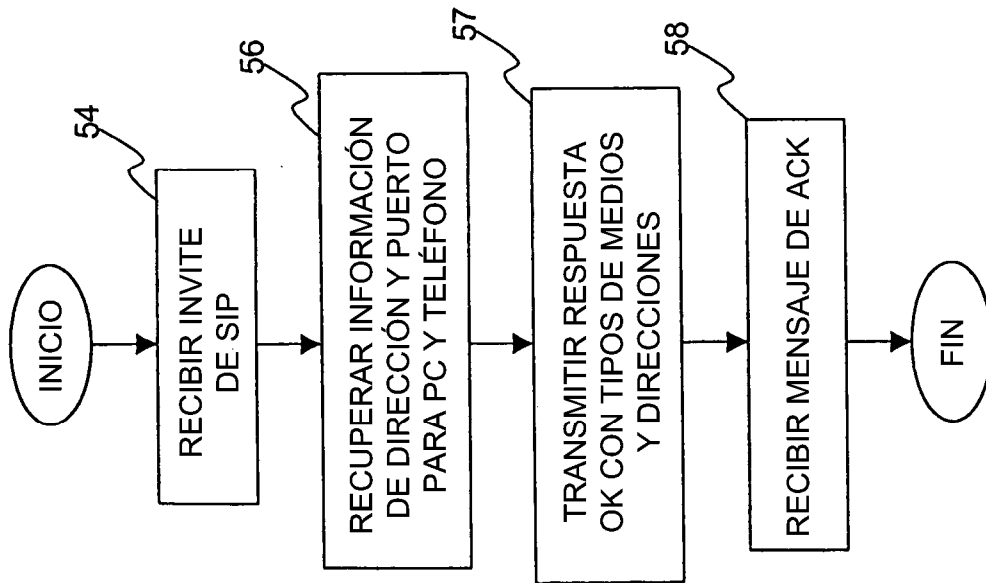 INICIO
54
RECIBIR INVITE
DE SIP
56
RECUPERAR INFORMACIÓN
DE DIRECCIÓN Y PUERTO
PARA PC Y TELÉFONO
57
TRANSMITIR RESPUESTA
OK CON TIPOS DE MEDIOS
Y DIRECCIONES
58
RECIBIR MENSAJE DE ACK
FIN